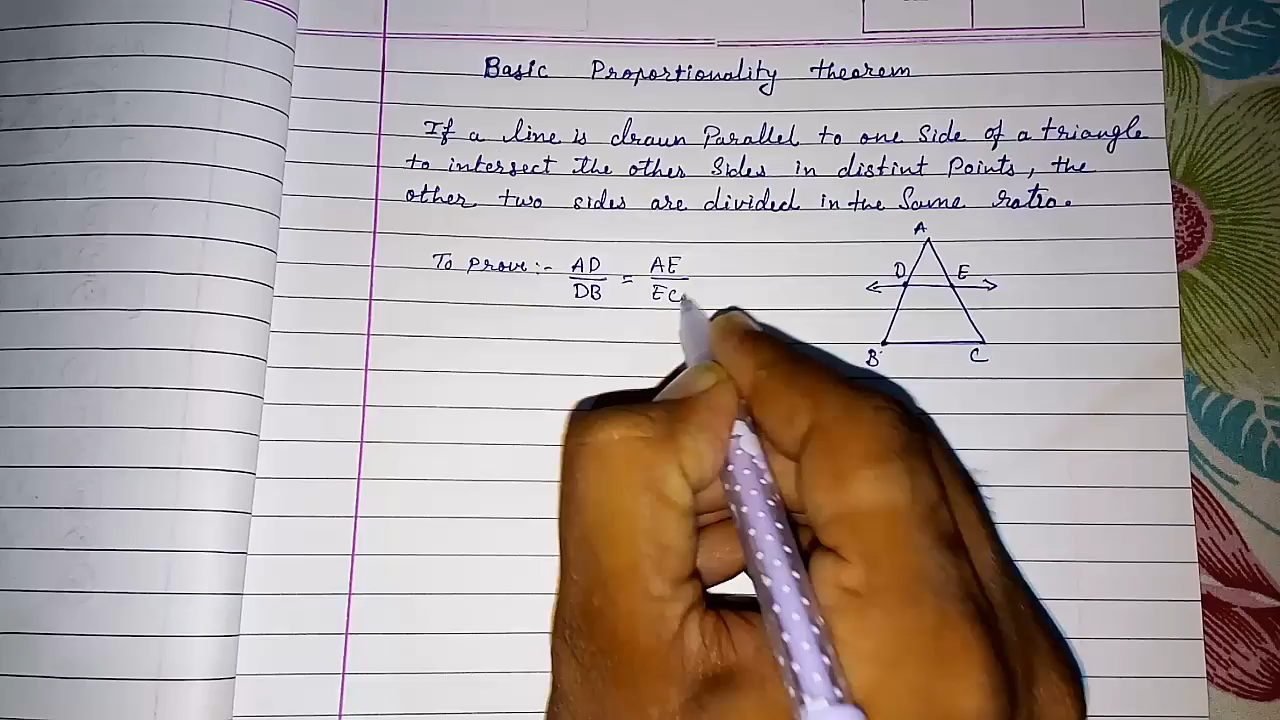 Basic Proportionality theorem
If a line is drawn Parallel to one Side of a triangle
to intersect the other Sides in distint Points, the
other two sides are divided in the Same ratio.
A
To Prove:- AD/DB = AE/EC
D E
B C